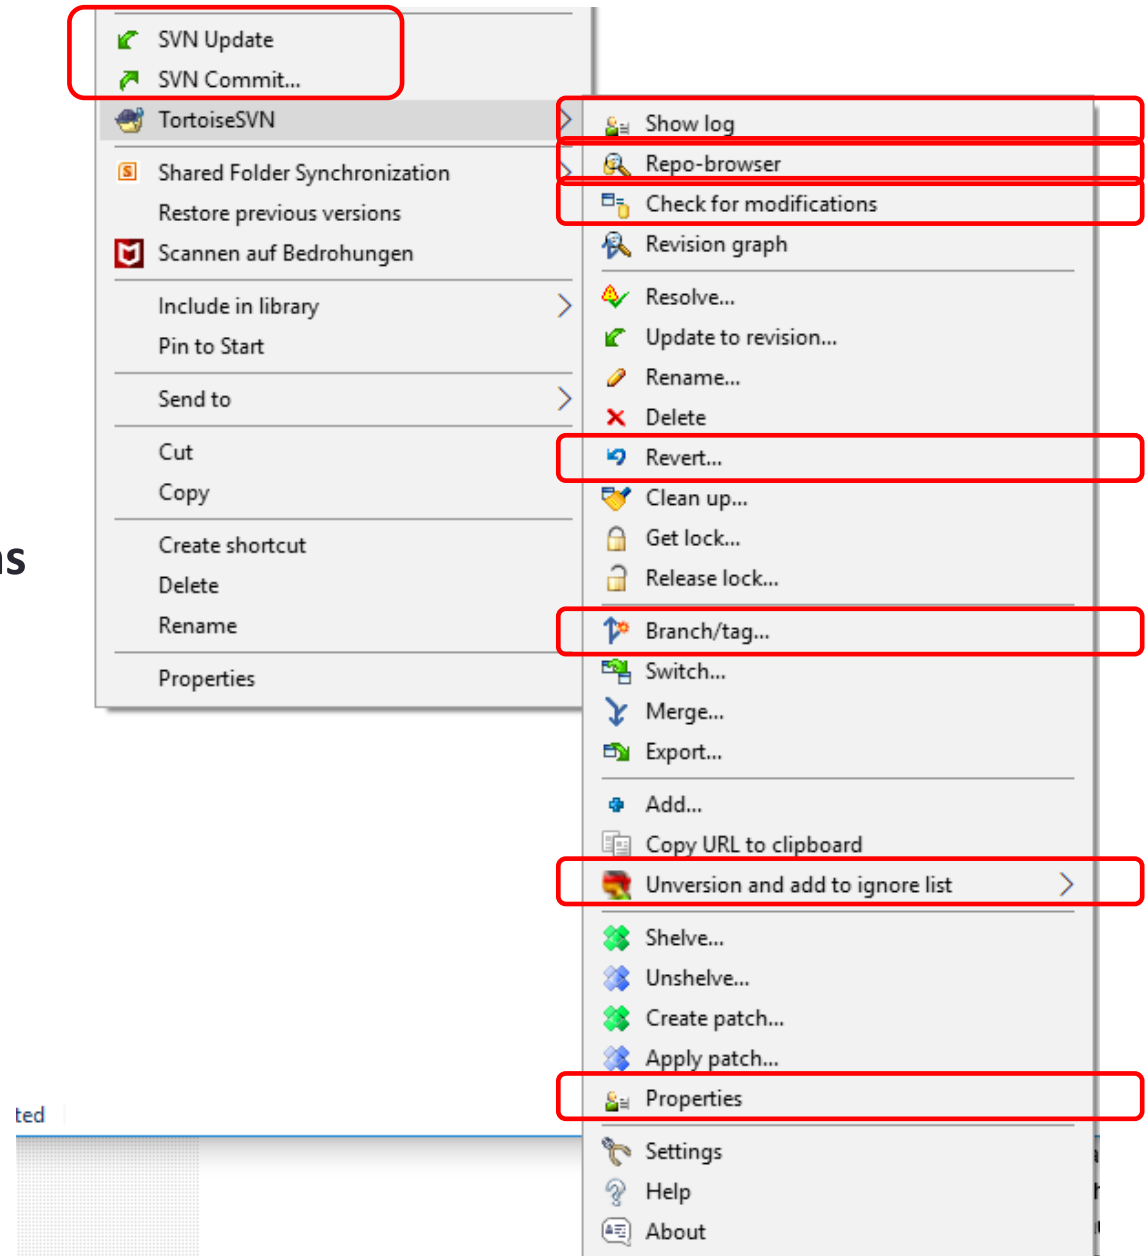 SVN Update
SVN Commit...
TortoiseSVN
Shared Folder Synchronization
Restore previous versions
Scannen auf Bedrohungen
Include in library
Pin to Start
Send to
Cut
Copy
Create shortcut
Delete
Rename
Properties
Show log
Repo-browser
Check for modifications
Revision graph
Resolve...
Update to revision...
Rename...
Delete
Revert...
Clean up...
Get lock...
Release lock...
Branch/tag...
Switch...
Merge...
Export...
Add...
Copy URL to clipboard
Unversion and add to ignore list
Shelve...
Unshelve...
Create patch...
Apply patch...
Properties
Settings
Help
About
ns
ted